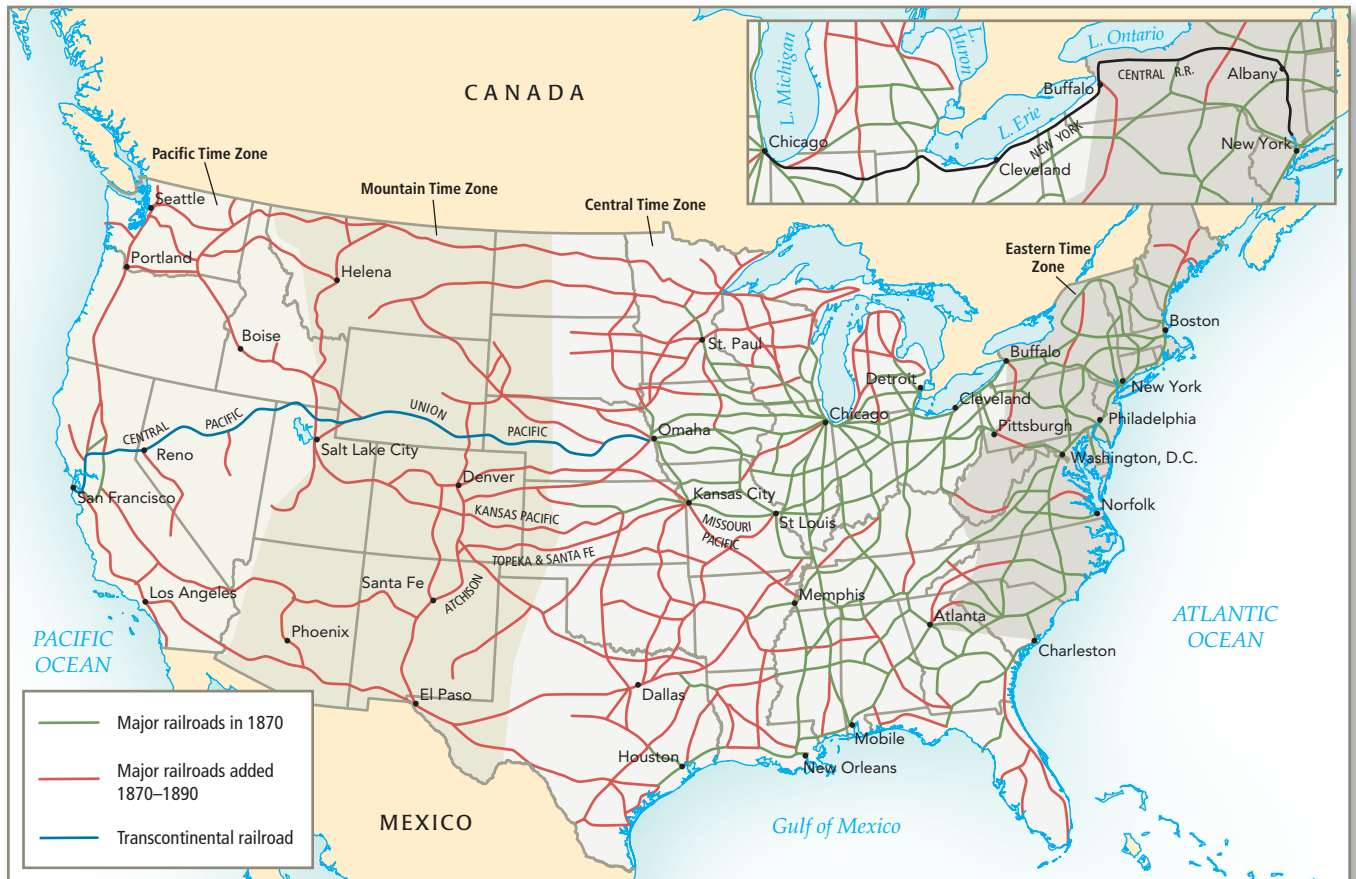 CANADA
Pacific Time Zone
Mountain Time Zone
Central Time Zone
Eastern Time
Zone
Seattle
Portland
Helena
Boise
St. Paul
Buffalo
Boston
Detroit
New York
Cleveland
Chicago
Philadelphia
Pittsburgh
CENTRAL
PACIFIC
UNION
PACIFIC
Omaha
Reno
Salt Lake City
Washington, D.C.
San Francisco
Denver
Kansas City
Norfolk
KANSAS PACIFIC
MISSOURI
PACIFIC
St Louis
TOPEKA & SANTA FE
ATCHISON
Santa Fe
Los Angeles
Memphis
Phoenix
Atlanta
Charleston
PACIFIC
OCEAN
ATLANTIC
OCEAN
El Paso
Dallas
Houston
Mobile
New Orleans
MEXICO
Gulf of Mexico
L. Michigan
L.
Huron
L. Ontario
CENTRAL R.R.
Albany
Buffalo
L. Erie
NEW YORK
Chicago
Cleveland
New York
Major railroads in 1870
Major railroads added
1870–1890
Transcontinental railroad